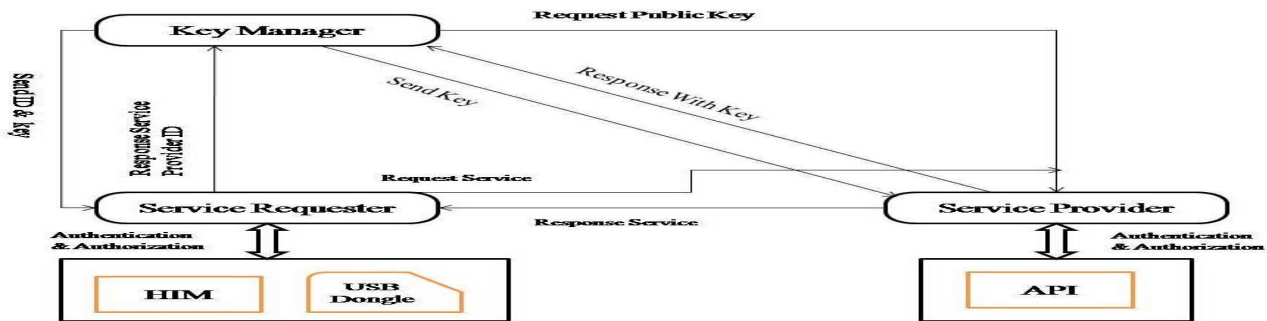 Request Public Key
Key Manager
Send ID & key
Response Service
Provider ID
Send Key
Response With Key
Request Service
Service Requester
Response Service
Service Provider
Authentication
& Authorization
Authentication
& Authorization
HIM
USB
Dongle
API